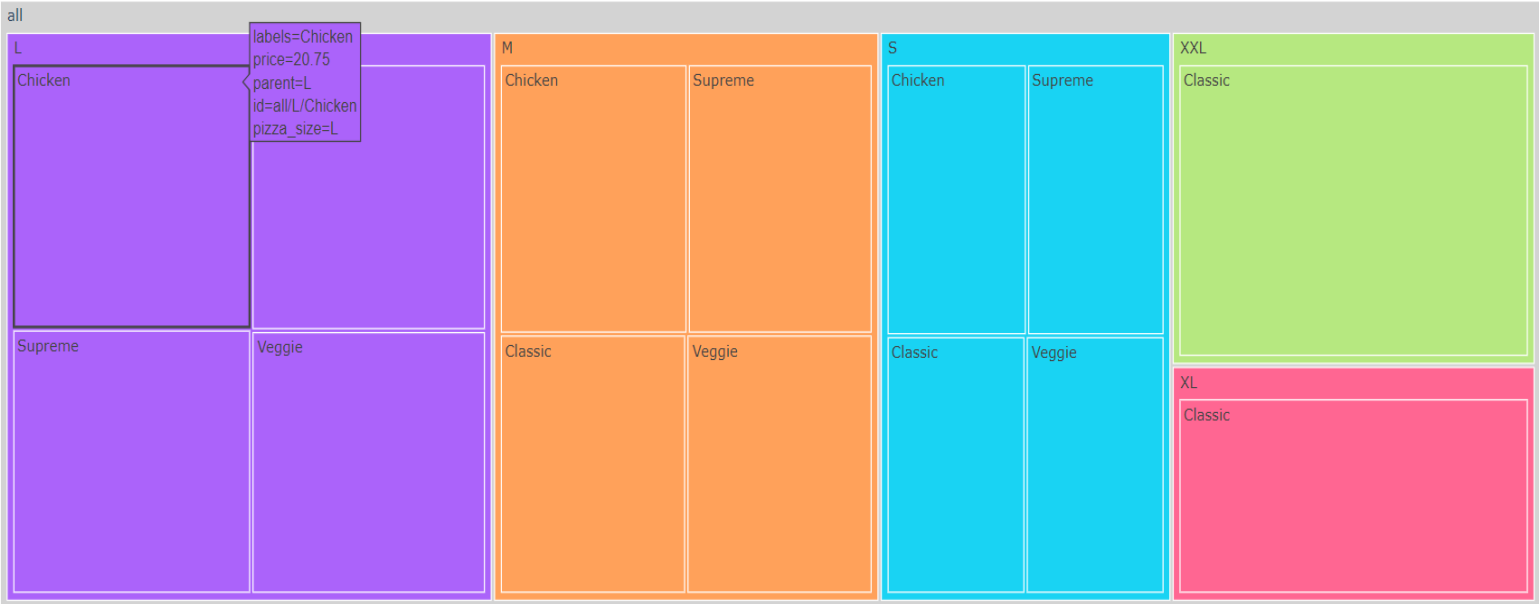 all
L
Chicken
labels=Chicken
price=20.75
parent=L
id=all/L/Chicken
pizza_size=L
Supreme
Veggie
M
Chicken
Supreme
Classic
Veggie
S
Chicken
Supreme
Classic
Veggie
XXL
Classic
XL
Classic